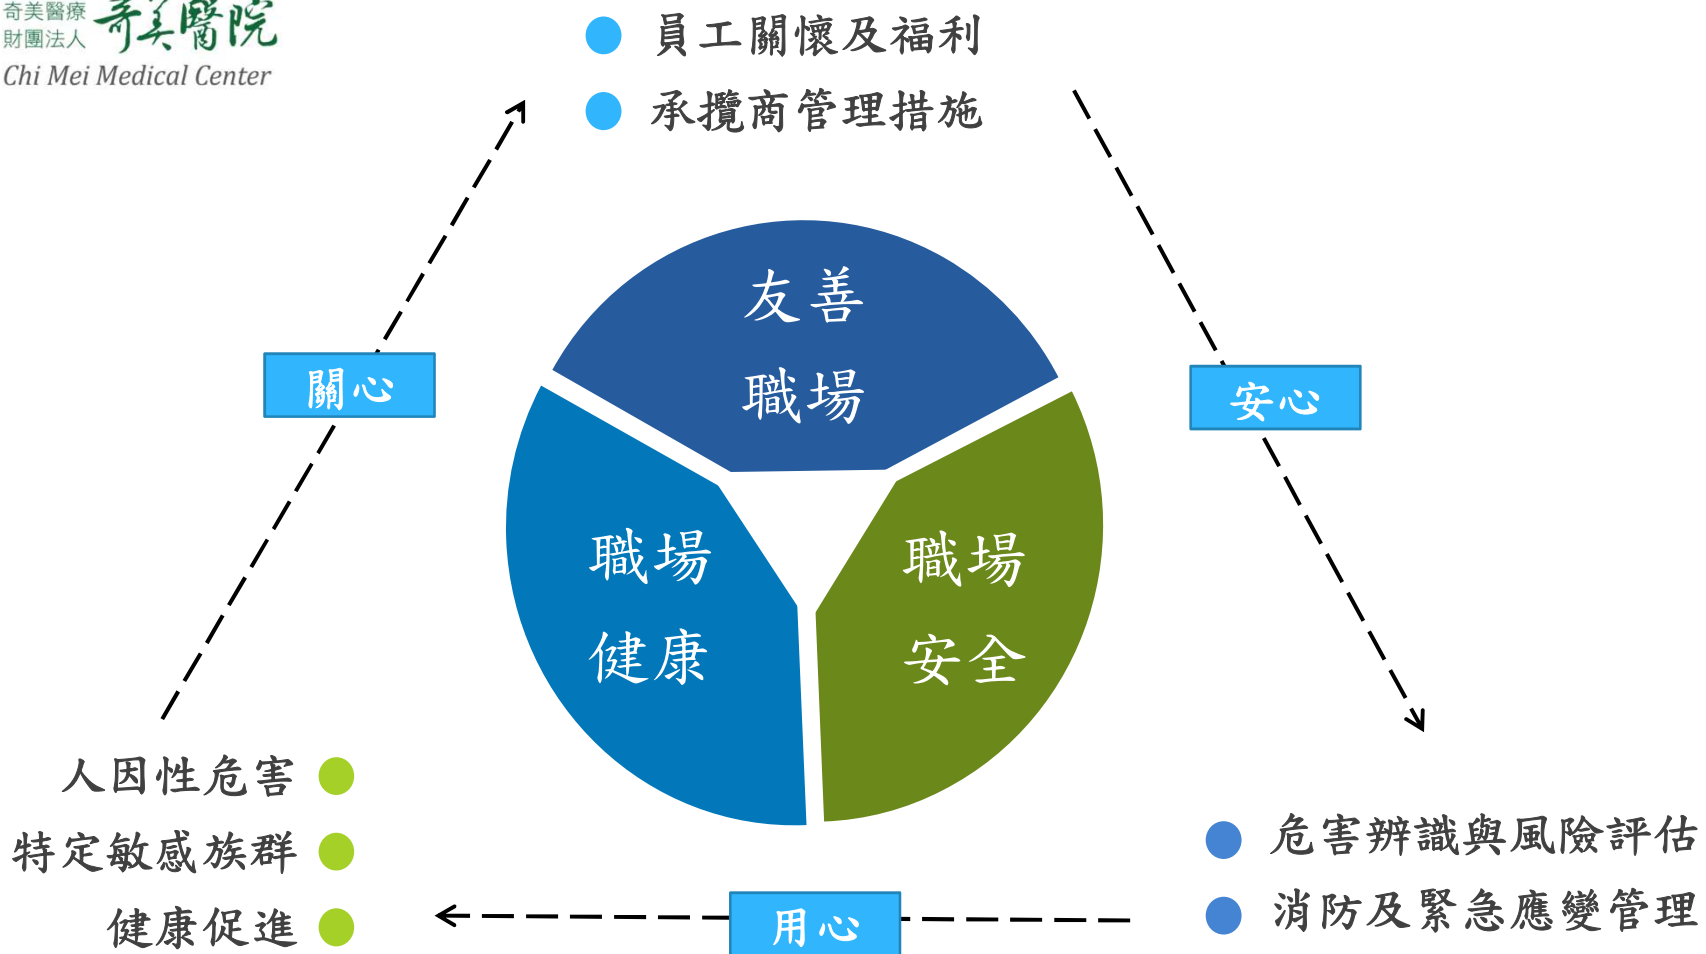 奇美醫療
財團法人
奇美醫院
Chi Mei Medical Center
員工關懷及福利
承攬商管理措施
友善
職場
關心
安心
職場
健康
職場
安全
人因性危害
特定敏感族群
健康促進
危害辨識與風險評估
消防及緊急應變管理
用心